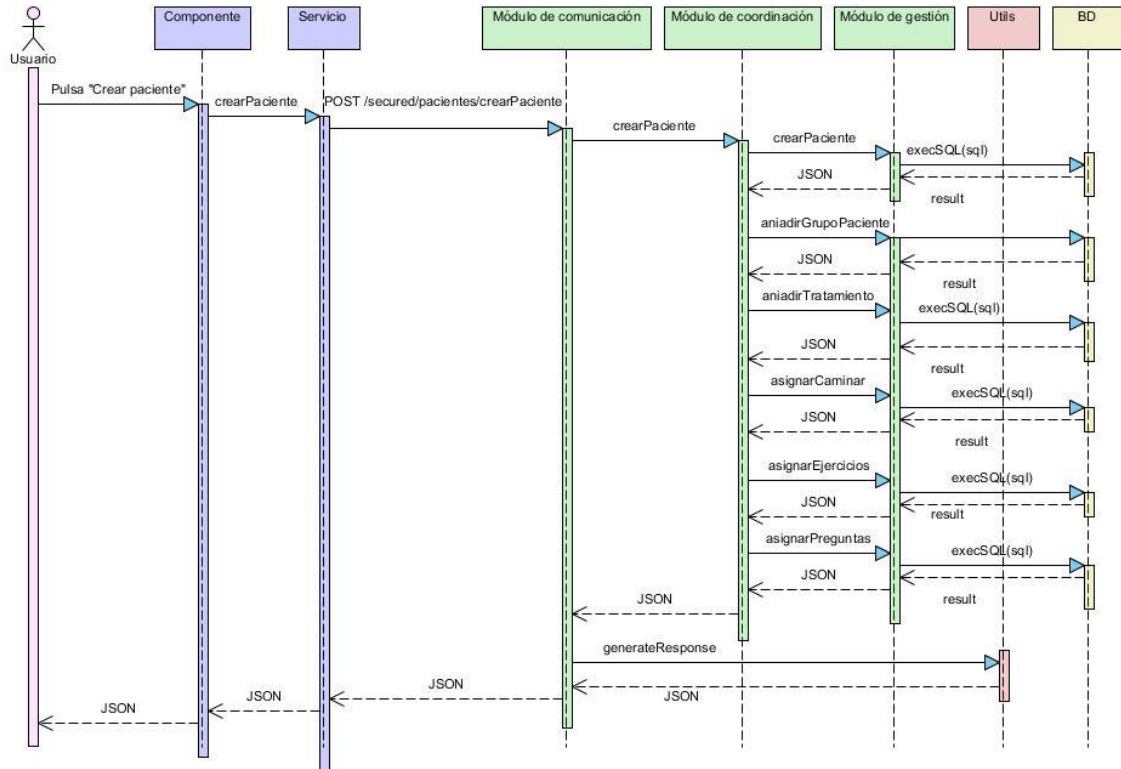 Componente
Servicio
Módulo de comunicación
Módulo de coordinación
Módulo de gestión
Utils
BD
Usuario
Pulsa "Crear paciente"
crearPaciente
POST /secured/pacientes/crearPaciente
crearPaciente
crearPaciente
execSQL(sql)
JSON
result
aniadirGrupoPaciente
JSON
result
aniadirTratamiento
execSQL(sql)
JSON
result
asignarCaminar
execSQL(sql)
JSON
result
asignarEjercicios
execSQL(sql)
JSON
result
asignarPreguntas
execSQL(sql)
JSON
result
JSON
generateResponse
JSON
JSON
JSON
JSON